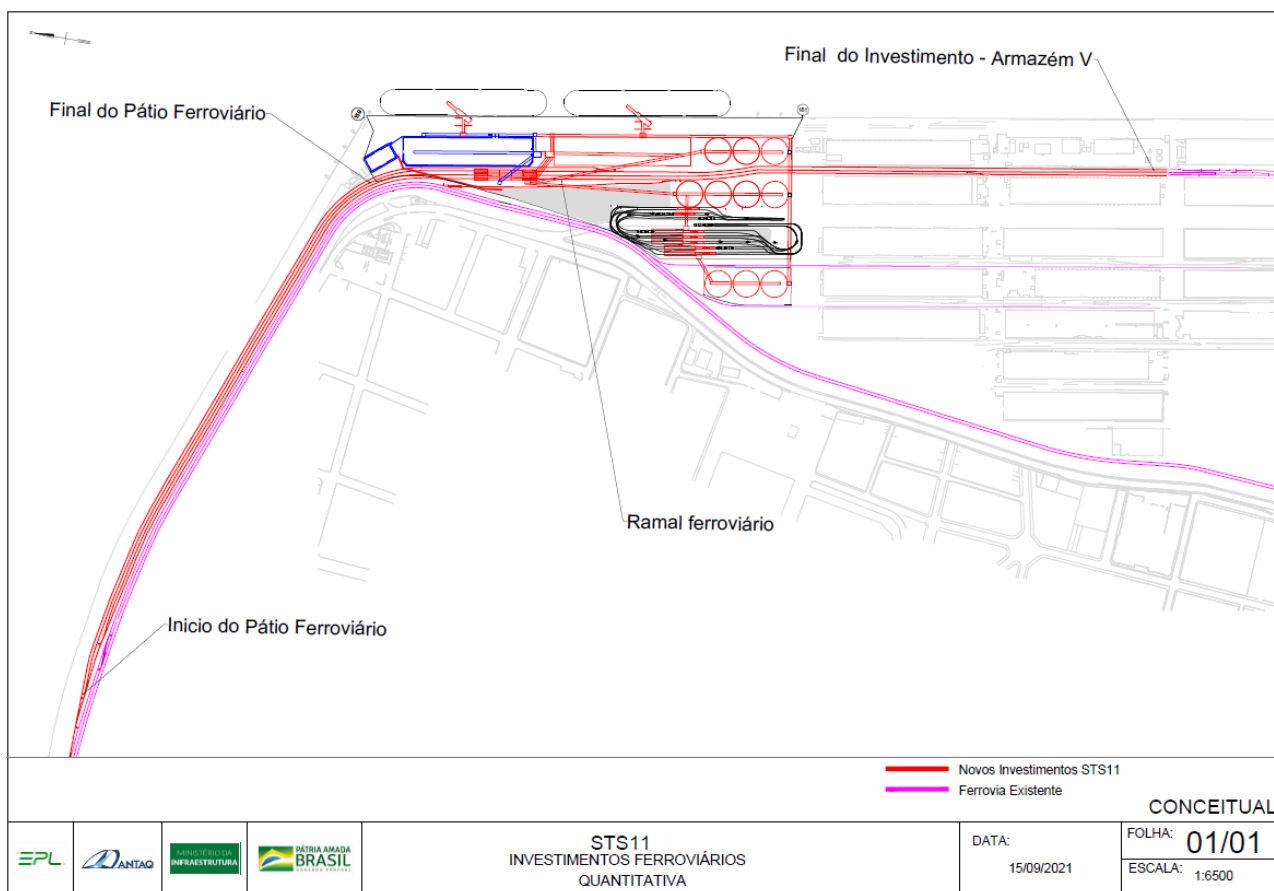 Final do Investimento - Armazém V
Final do Pátio Ferroviário
Ramal ferroviário
Inicio do Pátio Ferroviário
Novos Investimentos STS11
Ferrovia Existente
CONCEITUAL
EPL
ANTAQ
MINISTÉRIO DA
INFRAESTRUTURA
PÁTRIA AMADA
BRASIL
GOVERNO FEDERAL
STS11
INVESTIMENTOS FERROVIÁRIOS
QUANTITATIVA
DATA:
15/09/2021
FOLHA: 01/01
ESCALA: 1:6500